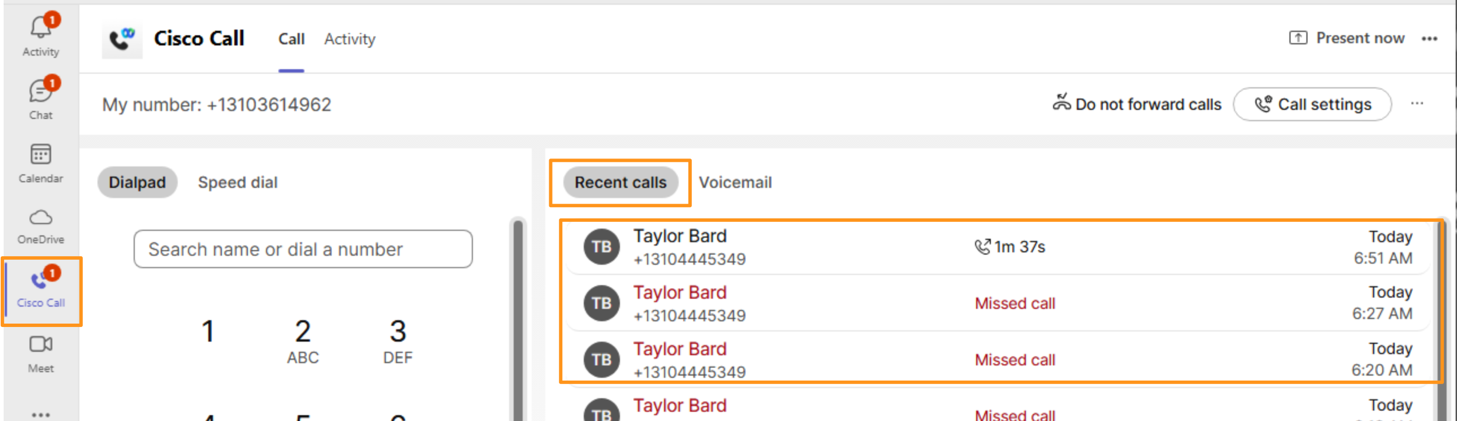 1
Activity
1
Chat
Calendar
OneDrive
1
Cisco Call
Meet
Cisco Call Call Activity
Present now
My number: +13103614962
Do not forward calls Call settings
Dialpad Speed dial
Search name or dial a number
1 2 3
ABC DEF
Recent calls Voicemail
TB Taylor Bard 1m 37s Today
+13104445349 6:51 AM
TB Taylor Bard Missed call Today
+13104445349 6:27 AM
TB Taylor Bard Missed call Today
+13104445349 6:20 AM
TB Taylor Bard Missed call Today